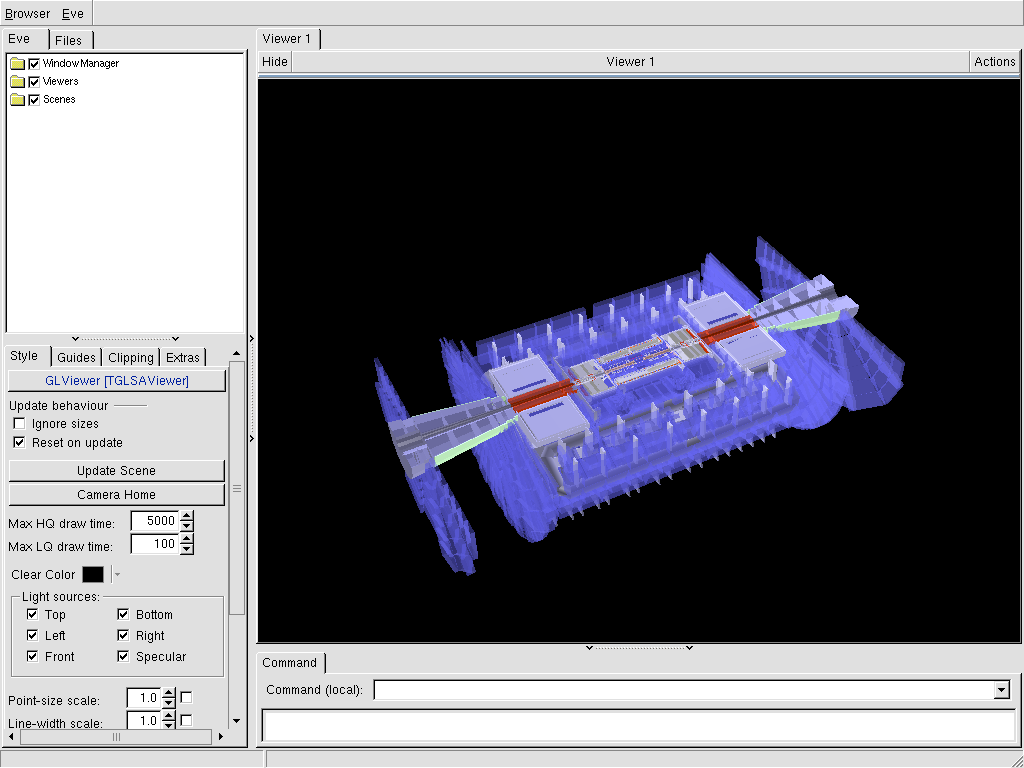 Browser Eve
Eve Files
WindowManager
Viewers
Scenes
Style Guides Clipping Extras
GLViewer [TGLSAViewer]
Update behaviour
Ignore sizes
Reset on update
Update Scene
Camera Home
Max HQ draw time: 5000
Max LQ draw time: 100
Clear Color
Light sources:
Top Bottom
Left Right
Front Specular
Point-size scale: 1.0
Line-width scale: 1.0
Viewer 1
Hide Viewer 1 Actions
Command
Command (local):